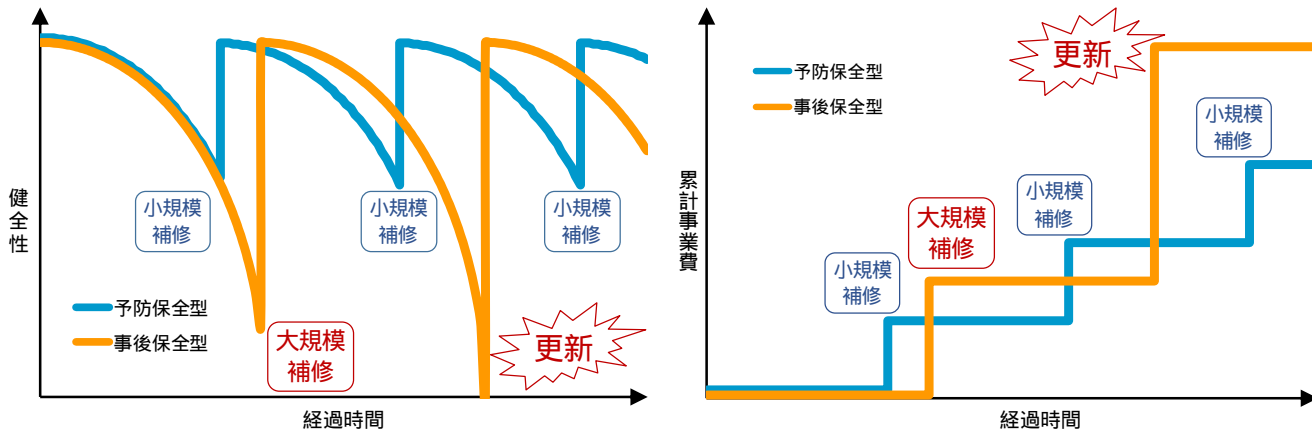 健全性
小規模
補修
小規模
補修
小規模
補修
予防保全型
事後保全型
大規模
補修
更新
経過時間
更新
予防保全型
事後保全型
小規模
補修
小規模
補修
大規模
補修
小規模
補修
累計事業費
経過時間